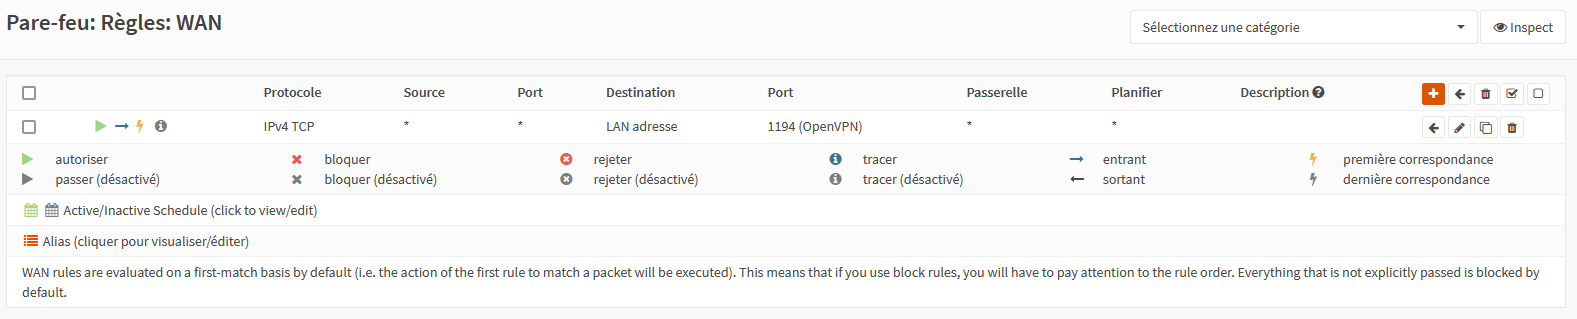 Pare-feu: Règles: WAN
Sélectionnez une catégorie
Inspect
Protocole Source Port Destination Port Passerelle Planifier Description
IPv4 TCP * * LAN adresse 1194 (OpenVPN) * *
autoriser bloquer rejeter tracer entrant première correspondance
passer (désactivé) bloquer (désactivé) rejeter (désactivé) tracer (désactivé) sortant dernière correspondance
Active/Inactive Schedule (click to view/edit)
Alias (cliquer pour visualiser/éditer)
WAN rules are evaluated on a first-match basis by default (i.e. the action of the first rule to match a packet will be executed). This means that if you use block rules, you will have to pay attention to the rule order. Everything that is not explicitly passed is blocked by
default.